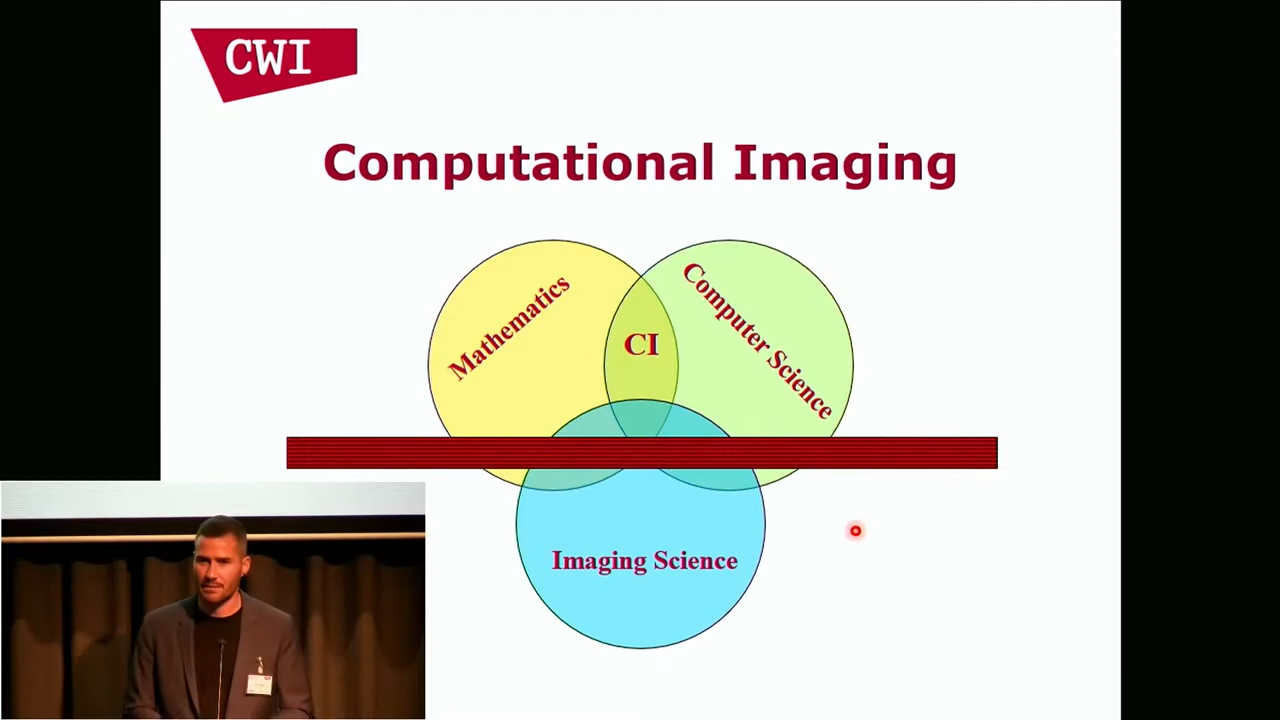 CWI
Computational Imaging
Mathematics
Computer Science
CI
Imaging Science